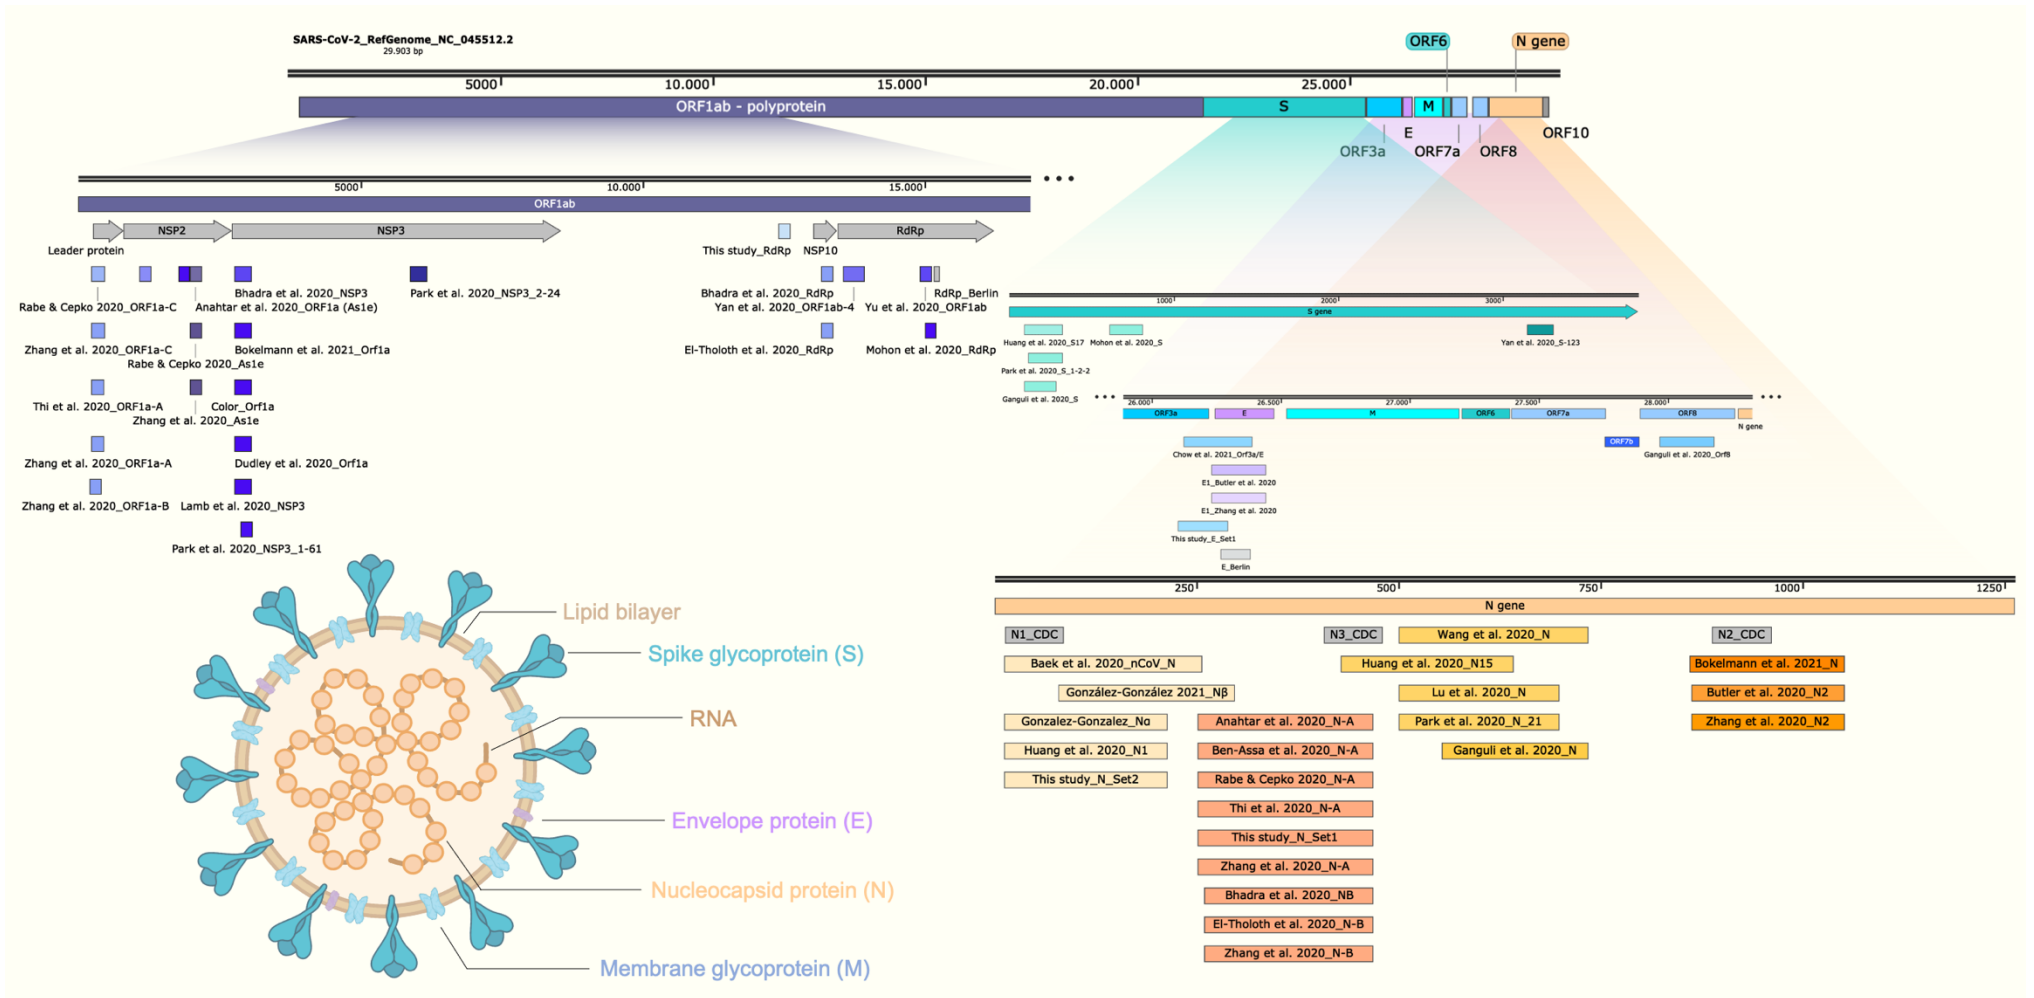 SARS-CoV-2_RefGenome_NC_045512.2
29.903 bp
ORF6
N gene
5000 10.000 15.000 20.000 25.000
ORF1ab - polyprotein
S
M
E
ORF10
ORF3a
ORF7a
ORF8
5000 10.000 15.000
ORF1ab
NSP2
NSP3
RdRp
Leader protein
This study_RdRp
NSP10
Bhadra et al. 2020_NSP3
Park et al. 2020_NSP3_2-24
Bhadra et al. 2020_RdRp
RdRp_Berlin
Rabe & Cepko 2020_ORF1a-C
Anahtar et al. 2020_ORF1a (As1e)
Yan et al. 2020_ORF1ab-4
Yu et al. 2020_ORF1ab
Zhang et al. 2020_ORF1a-C
Bokelmann et al. 2021_Orf1a
El-Tholoth et al. 2020_RdRp
Mohon et al. 2020_RdRp
Rabe & Cepko 2020_As1e
Thi et al. 2020_ORF1a-A
Color_Orf1a
Zhang et al. 2020_As1e
Zhang et al. 2020_ORF1a-A
Dudley et al. 2020_Orf1a
Zhang et al. 2020_ORF1a-B
Lamb et al. 2020_NSP3
Park et al. 2020_NSP3_1-61
1000 2000 3000
S gene
Huang et al. 2020_S17
Mohon et al. 2020_S
Yan et al. 2020_S-123
Park et al. 2020_S_1-2-2
Ganguli et al. 2020_S
26.000 26.500 27.000 27.500 28.000
ORF3a
E
M
ORF6
ORF7a
ORF8
N gene
ORF7b
Chow et al. 2021_Orf3a/E
Ganguli et al. 2020_Orf8
E1_Butler et al. 2020
E1_Zhang et al. 2020
This study_E_Set1
E_Berlin
250 500 750 1000 1250
N gene
N1_CDC
N3_CDC
Wang et al. 2020_N
N2_CDC
Baek et al. 2020_nCoV_N
Huang et al. 2020_N15
Bokelmann et al. 2021_N
González-González 2021_Nβ
Lu et al. 2020_N
Butler et al. 2020_N2
Gonzalez-Gonzalez_Nα
Anahtar et al. 2020_N-A
Park et al. 2020_N_21
Zhang et al. 2020_N2
Huang et al. 2020_N1
Ben-Assa et al. 2020_N-A
Ganguli et al. 2020_N
This study_N_Set2
Rabe & Cepko 2020_N-A
Thi et al. 2020_N-A
This study_N_Set1
Zhang et al. 2020_N-A
Bhadra et al. 2020_NB
El-Tholoth et al. 2020_N-B
Zhang et al. 2020_N-B
Lipid bilayer
Spike glycoprotein (S)
RNA
Envelope protein (E)
Nucleocapsid protein (N)
Membrane glycoprotein (M)